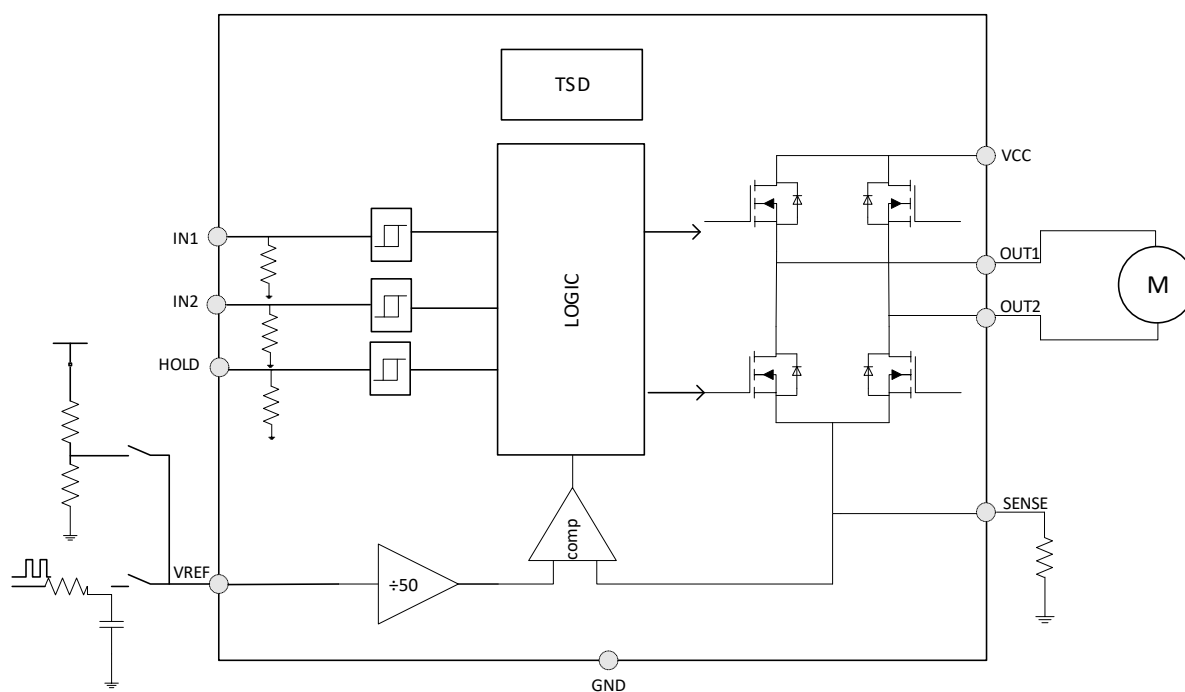 TSD
VCC
IN1
OUT1
M
IN2
LOGIC
OUT2
HOLD
SENSE
comp
VREF
÷50
GND